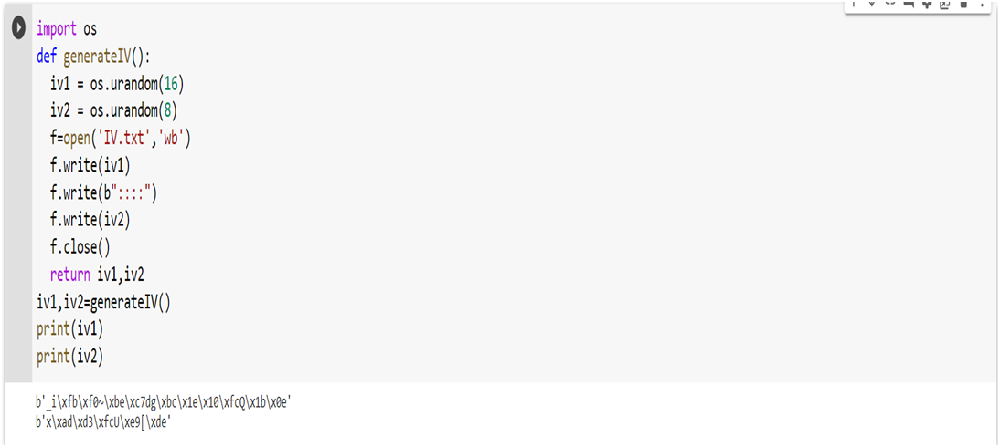 import os
def generateIV():
  iv1 = os.urandom(16)
  iv2 = os.urandom(8)
  f=open('IV.txt','wb')
  f.write(iv1)
  f.write(b"::::")
  f.write(iv2)
  f.close()
  return iv1,iv2
iv1,iv2=generateIV()
print(iv1)
print(iv2)
b'_i\xfb\xf0~\xbe\xc7dg\xbc\x1e\x10\xfcQ\x1b\x0e'
b'x\xad\xd3\xfcU\xe9[\xde'